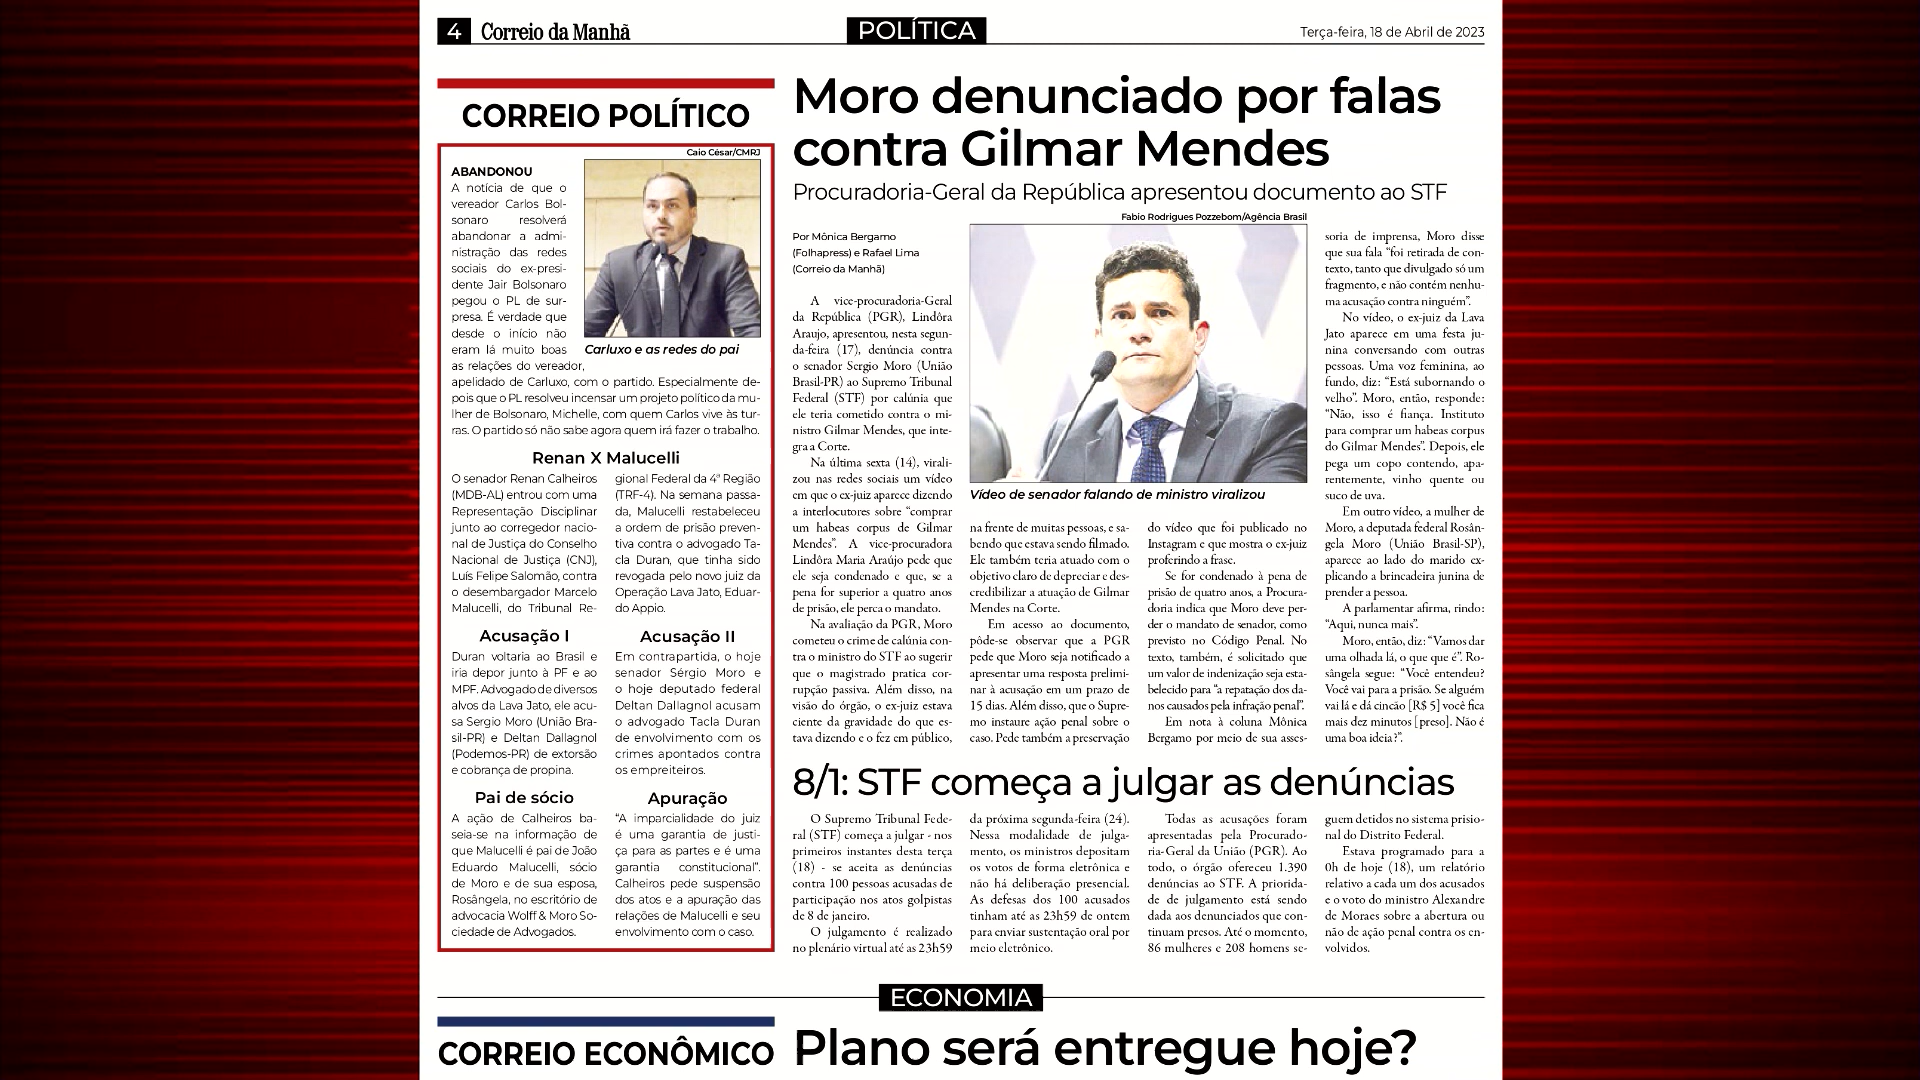 4 Correio da Manhã
POLÍTICA
Terça-feira, 18 de Abril de 2023
CORREIO POLÍTICO
Caio César/CMRJ
ABANDONOU
A notícia de que o
vereador Carlos Bol-
sonaro resolverá
abandonar a admi-
nistração das redes
sociais do ex-presi-
dente Jair Bolsonaro
pegou o PL de sur-
presa. É verdade que
desde o início não
eram lá muito boas
as relações do vereador,
apelidado de Carluxo, com o partido. Especialmente de-
pois que o PL resolveu incensar um projeto político da mu-
lher de Bolsonaro, Michelle, com quem Carlos vive às tur-
ras. O partido só não sabe agora quem irá fazer o trabalho.
Carluxo e as redes do pai
Renan X Malucelli
O senador Renan Calheiros
(MDB-AL) entrou com uma
Representação Disciplinar
junto ao corregedor nacio-
nal de Justiça do Conselho
Nacional de Justiça (CNJ),
Luís Felipe Salomão, contra
o desembargador Marcelo
Malucelli, do Tribunal Re-
gional Federal da 4ª Região
(TRF-4). Na semana passa-
da, Malucelli restabeleceu
a ordem de prisão preven-
tiva contra o advogado Ta-
cla Duran, que tinha sido
revogada pelo novo juiz da
Operação Lava Jato, Eduar-
do Appio.
Acusação I
Duran voltaria ao Brasil e
iria depor junto à PF e ao
MPF. Advogado de diversos
alvos da Lava Jato, ele acu-
sa Sergio Moro (União Bra-
sil-PR) e Deltan Dallagnol
(Podemos-PR) de extorsão
e cobrança de propina.
Acusação II
Em contrapartida, o hoje
senador Sérgio Moro e
o hoje deputado federal
Deltan Dallagnol acusam
o advogado Tacla Duran
de envolvimento com os
crimes apontados contra
os empreiteiros.
Pai de sócio
A ação de Calheiros ba-
seia-se na informação de
que Malucelli é pai de João
Eduardo Malucelli, sócio
de Moro e de sua esposa,
Rosângela, no escritório de
advocacia Wolff & Moro So-
ciedade de Advogados.
Apuração
“A imparcialidade do juiz
é uma garantia de justi-
ça para as partes e é uma
garantia constitucional”.
Calheiros pede suspensão
dos atos e a apuração das
relações de Malucelli e seu
envolvimento com o caso.
Moro denunciado por falas
contra Gilmar Mendes
Procuradoria-Geral da República apresentou documento ao STF
Fabio Rodrigues Pozzebom/Agência Brasil
Por Mônica Bergamo
(Folhapress) e Rafael Lima
(Correio da Manhã)
A vice-procuradoria-Geral
da República (PGR), Lindôra
Araujo, apresentou, nesta segun-
da-feira (17), denúncia contra
o senador Sergio Moro (União
Brasil-PR) ao Supremo Tribunal
Federal (STF) por calúnia que
ele teria cometido contra o mi-
nistro Gilmar Mendes, que inte-
gra a Corte.
Na última sexta (14), virali-
zou nas redes sociais um vídeo
em que o ex-juiz aparece dizendo
a interlocutores sobre “comprar
um habeas corpus de Gilmar
Mendes”. A vice-procuradora
Lindôra Maria Araújo pede que
ele seja condenado e que, se a
pena for superior a quatro anos
de prisão, ele perca o mandato.
Na avaliação da PGR, Moro
cometeu o crime de calúnia con-
tra o ministro do STF ao sugerir
que o magistrado pratica cor-
rupção passiva. Além disso, na
visão do órgão, o ex-juiz estava
ciente da gravidade do que es-
tava dizendo e o fez em público,
Vídeo de senador falando de ministro viralizou
na frente de muitas pessoas, e sa-
bendo que estava sendo filmado.
Ele também teria atuado com o
objetivo claro de depreciar e des-
credibilizar a atuação de Gilmar
Mendes na Corte.
Em acesso ao documento,
pôde-se observar que a PGR
pede que Moro seja notificado a
apresentar uma resposta prelimi-
nar à acusação em um prazo de
15 dias. Além disso, que o Supre-
mo instaure ação penal sobre o
caso. Pede também a preservação
do vídeo que foi publicado no
Instagram e que mostra o ex-juiz
proferindo a frase.
Se for condenado à pena de
prisão de quatro anos, a Procura-
doria indica que Moro deve per-
der o mandato de senador, como
previsto no Código Penal. No
texto, também, é solicitado que
um valor de indenização seja esta-
belecido para “a repatação dos da-
nos causados pela infração penal”.
Em nota à coluna Mônica
Bergamo por meio de sua asses-
soria de imprensa, Moro disse
que sua fala “foi retirada de con-
texto, tanto que divulgado só um
fragmento, e não contém nenhu-
ma acusação contra ninguém”.
No vídeo, o ex-juiz da Lava
Jato aparece em uma festa ju-
nina conversando com outras
pessoas. Uma voz feminina, ao
fundo, diz: “Está subornando o
velho”. Moro, então, responde:
“Não, isso é fiança. Instituto
para comprar um habeas corpus
do Gilmar Mendes”. Depois, ele
pega um copo contendo, apa-
rentemente, vinho quente ou
suco de uva.
Em outro vídeo, a mulher de
Moro, a deputada federal Rosân-
gela Moro (União Brasil-SP),
aparece ao lado do marido ex-
plicando a brincadeira junina de
prender a pessoa.
A parlamentar afirma, rindo:
“Aqui, nunca mais”.
Moro, então, diz: “Vamos dar
uma olhada lá, o que que é”. Ro-
sângela segue: “Você entendeu?
Você vai para a prisão. Se alguém
vai lá e dá cincão [R$ 5] você fica
mais dez minutos [preso]. Não é
uma boa ideia?”.
8/1: STF começa a julgar as denúncias
O Supremo Tribunal Fede-
ral (STF) começa a julgar - nos
primeiros instantes desta terça
(18) - se aceita as denúncias
contra 100 pessoas acusadas de
participação nos atos golpistas
de 8 de janeiro.
O julgamento é realizado
no plenário virtual até as 23h59
da próxima segunda-feira (24).
Nessa modalidade de julga-
mento, os ministros depositam
os votos de forma eletrônica e
não há deliberação presencial.
As defesas dos 100 acusados
tinham até as 23h59 de ontem
para enviar sustentação oral por
meio eletrônico.
Todas as acusações foram
apresentadas pela Procurado-
ria-Geral da União (PGR). Ao
todo, o órgão ofereceu 1.390
denúncias ao STF. A priorida-
de de julgamento está sendo
dada aos denunciados que con-
tinuam presos. Até o momento,
86 mulheres e 208 homens se-
guem detidos no sistema prisio-
nal do Distrito Federal.
Estava programado para a
0h de hoje (18), um relatório
relativo a cada um dos acusados
e o voto do ministro Alexandre
de Moraes sobre a abertura ou
não de ação penal contra os en-
volvidos.
ECONOMIA
CORREIO ECONÔMICO
Plano será entregue hoje?